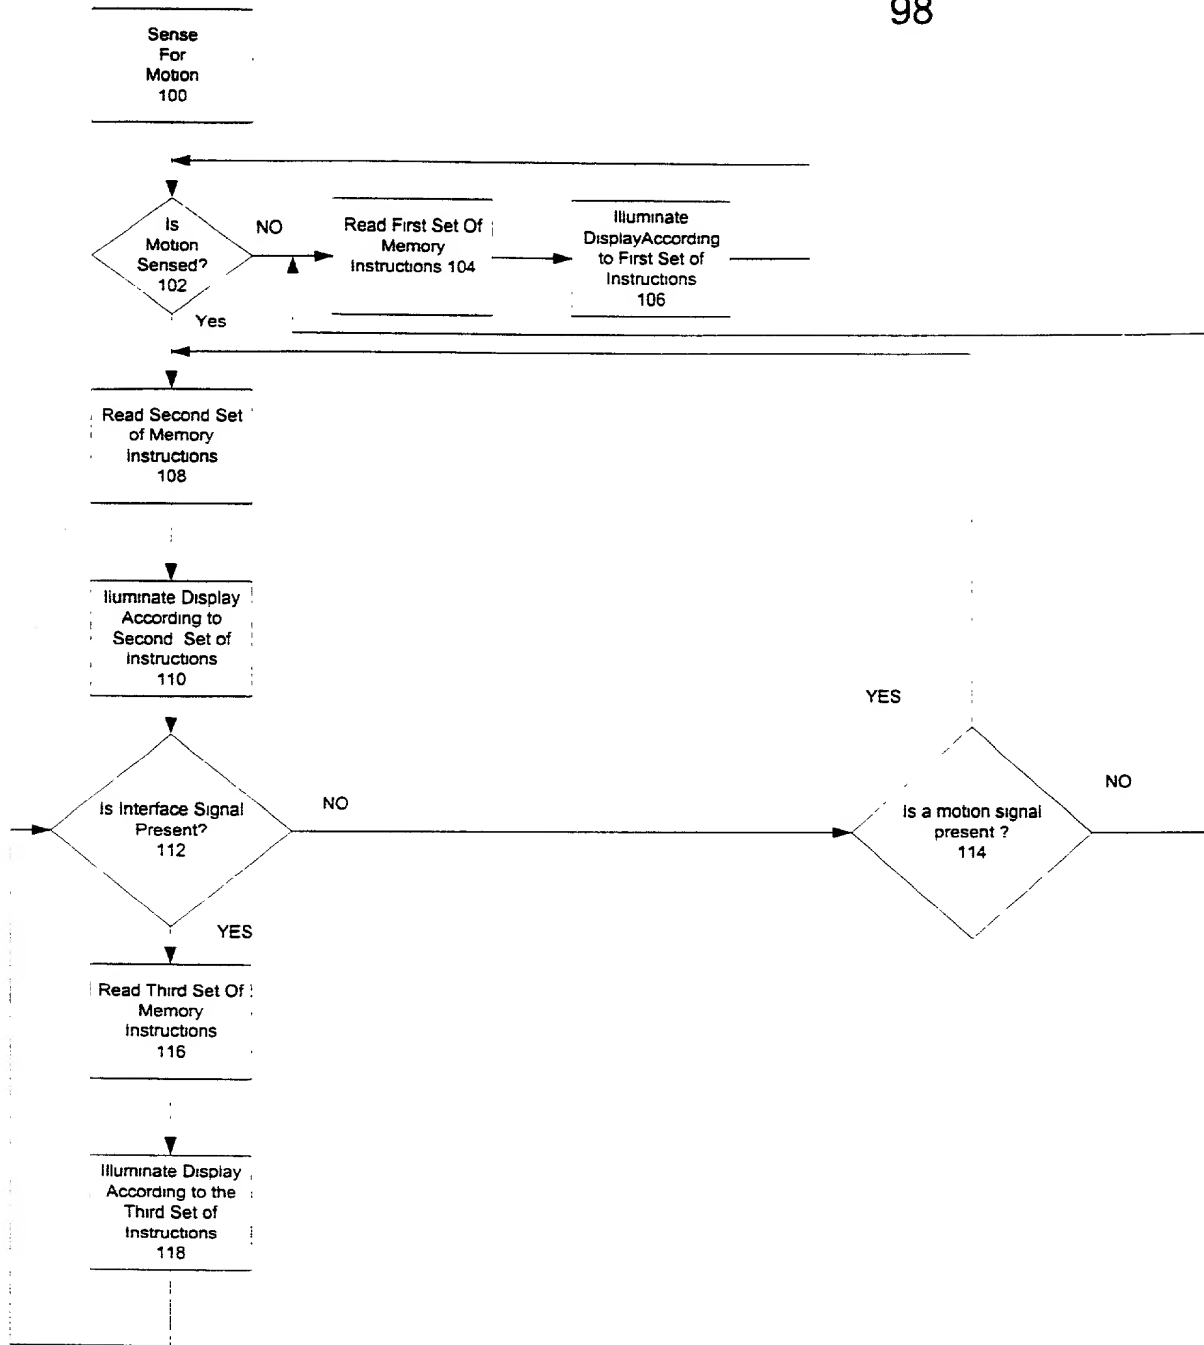 98
Sense
For
Motion
100
Is
Motion
Sensed?
102
NO
Yes
Read First Set Of
Memory
Instructions 104
Illuminate
DisplayAccording
to First Set of
Instructions
106
Read Second Set
of Memory
Instructions
108
Iluminate Display
According to
Second Set of
Instructions
110
Is Interface Signal
Present?
112
NO
YES
YES
Is a motion signal
present ?
114
NO
Read Third Set Of
Memory
Instructions
116
Illuminate Display
According to the
Third Set of
Instructions
118